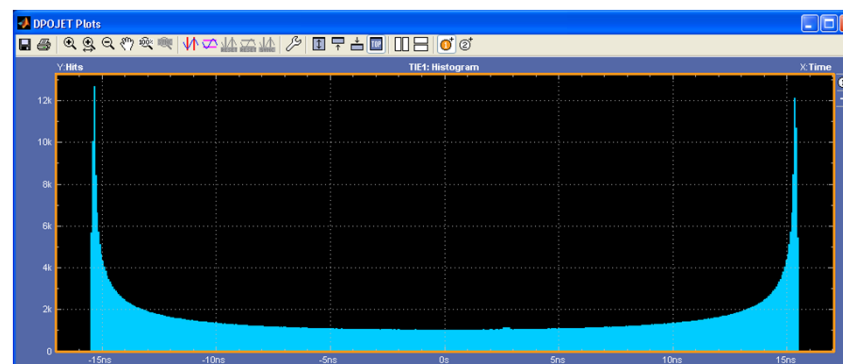 DPOJET Plots
Y:Hits TIE1: Histogram X:Time
12k
10k
8k
6k
4k
2k
0
-15ns -10ns -5ns 0s 5ns 10ns 15ns